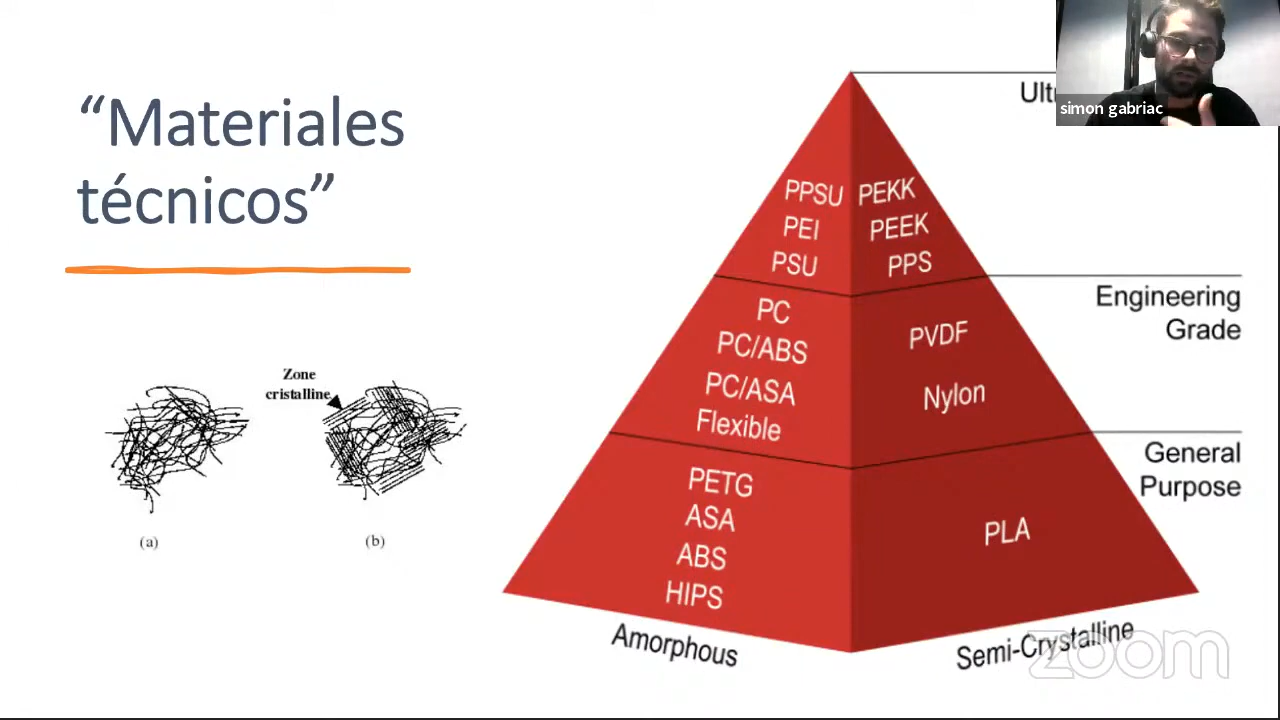 “Materiales
técnicos”
simon gabriac
PPSU PEKK
PEI PEEK
PSU PPS
Engineering
Grade
PC
PC/ABS
PC/ASA
Flexible
PVDF
Nylon
General
Purpose
PETG
ASA
ABS
HIPS
PLA
Amorphous
Semi-Crystalline
Zone
cristalline
(a)
(b)
zoom